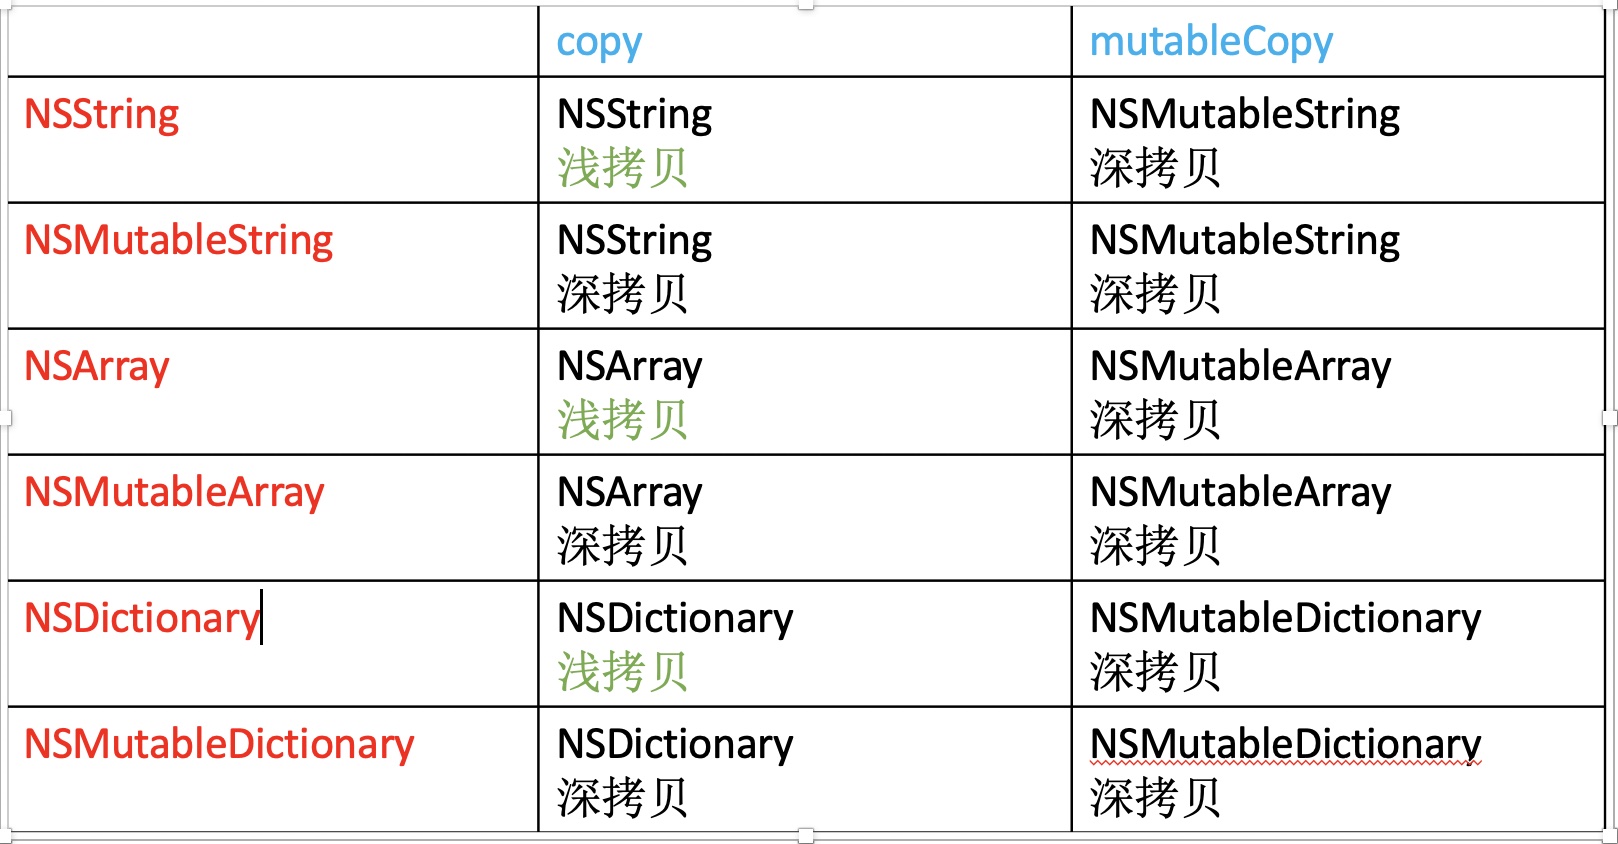 copy
mutableCopy
NSString
NSString
浅拷贝
NSMutableString
深拷贝
NSMutableString
NSString
深拷贝
NSMutableString
深拷贝
NSArray
NSArray
浅拷贝
NSMutableArray
深拷贝
NSMutableArray
NSArray
深拷贝
NSMutableArray
深拷贝
NSDictionary
NSDictionary
浅拷贝
NSMutableDictionary
深拷贝
NSMutableDictionary
NSDictionary
深拷贝
NSMutableDictionary
深拷贝